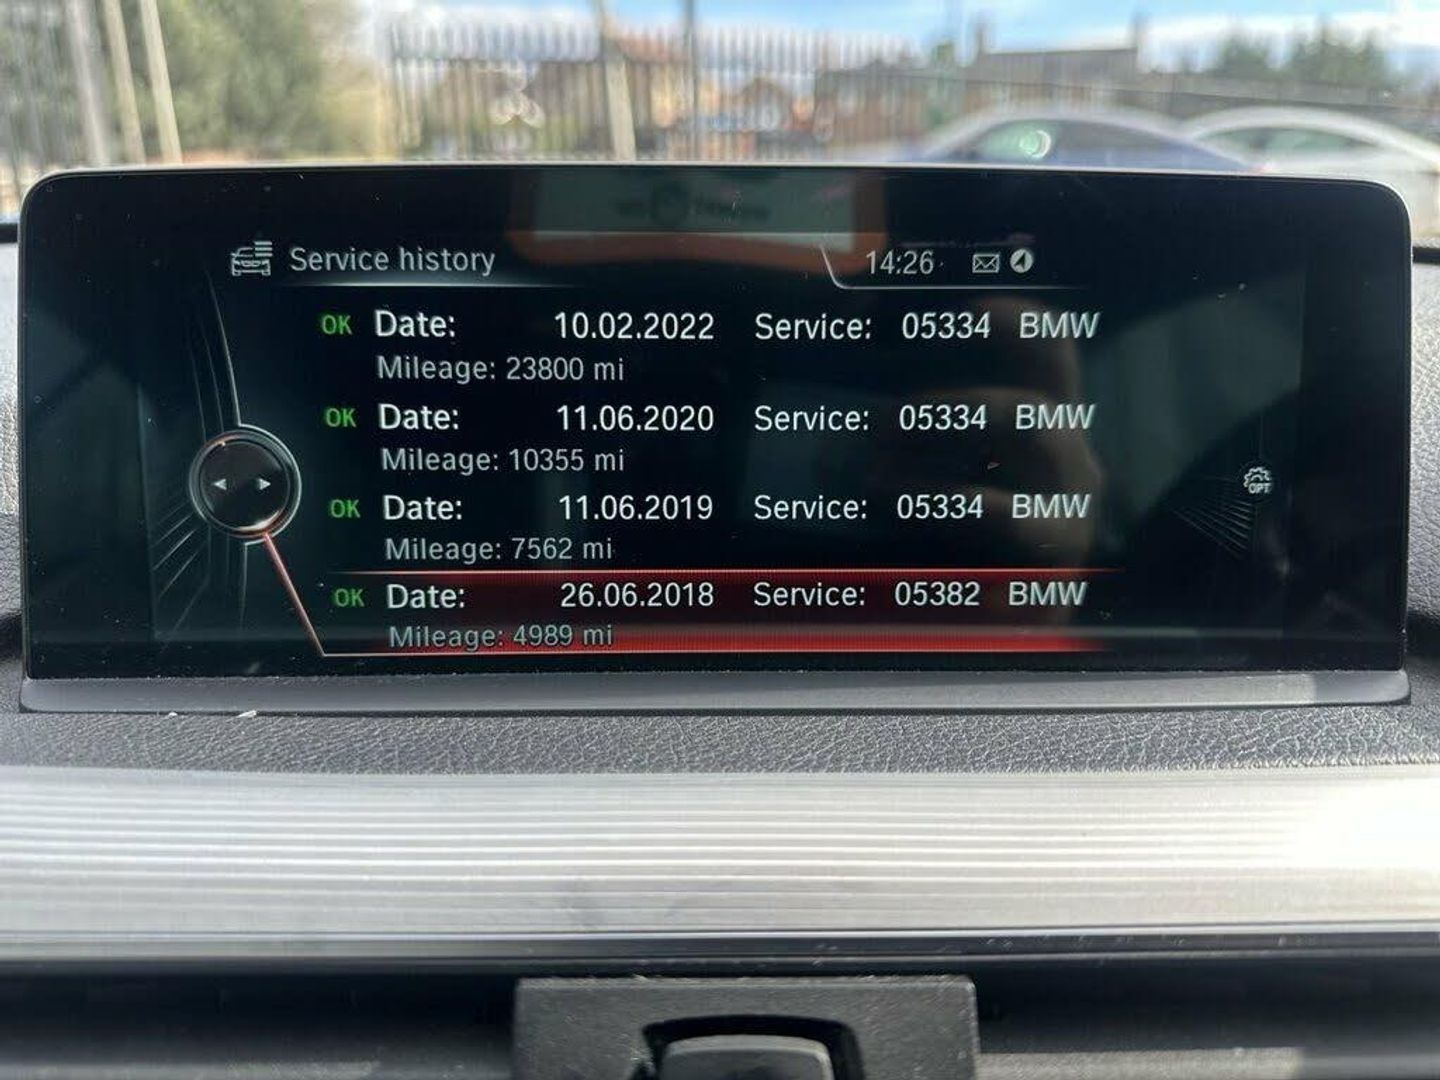 Service history 14:26
OK Date: 10.02.2022 Service: 05334 BMW
Mileage: 23800 mi
OK Date: 11.06.2020 Service: 05334 BMW
Mileage: 10355 mi
OK Date: 11.06.2019 Service: 05334 BMW
Mileage: 7562 mi
OPT
OK Date: 26.06.2018 Service: 05382 BMW
Mileage: 4989 mi